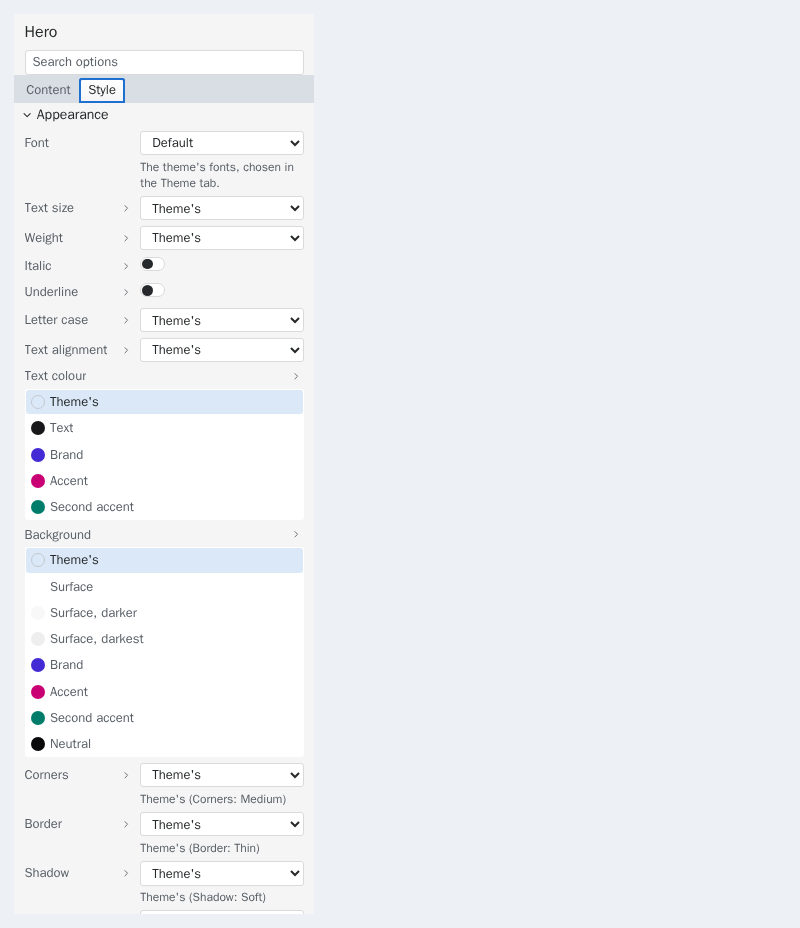 Hero
Search options
Content Style
Appearance
Font Default
The theme's fonts, chosen in
the Theme tab.
Text size Theme's
Weight Theme's
Italic
Underline
Letter case Theme's
Text alignment Theme's
Text colour
Theme's
Text
Brand
Accent
Second accent
Background
Theme's
Surface
Surface, darker
Surface, darkest
Brand
Accent
Second accent
Neutral
Corners Theme's
Theme's (Corners: Medium)
Border Theme's
Theme's (Border: Thin)
Shadow Theme's
Theme's (Shadow: Soft)